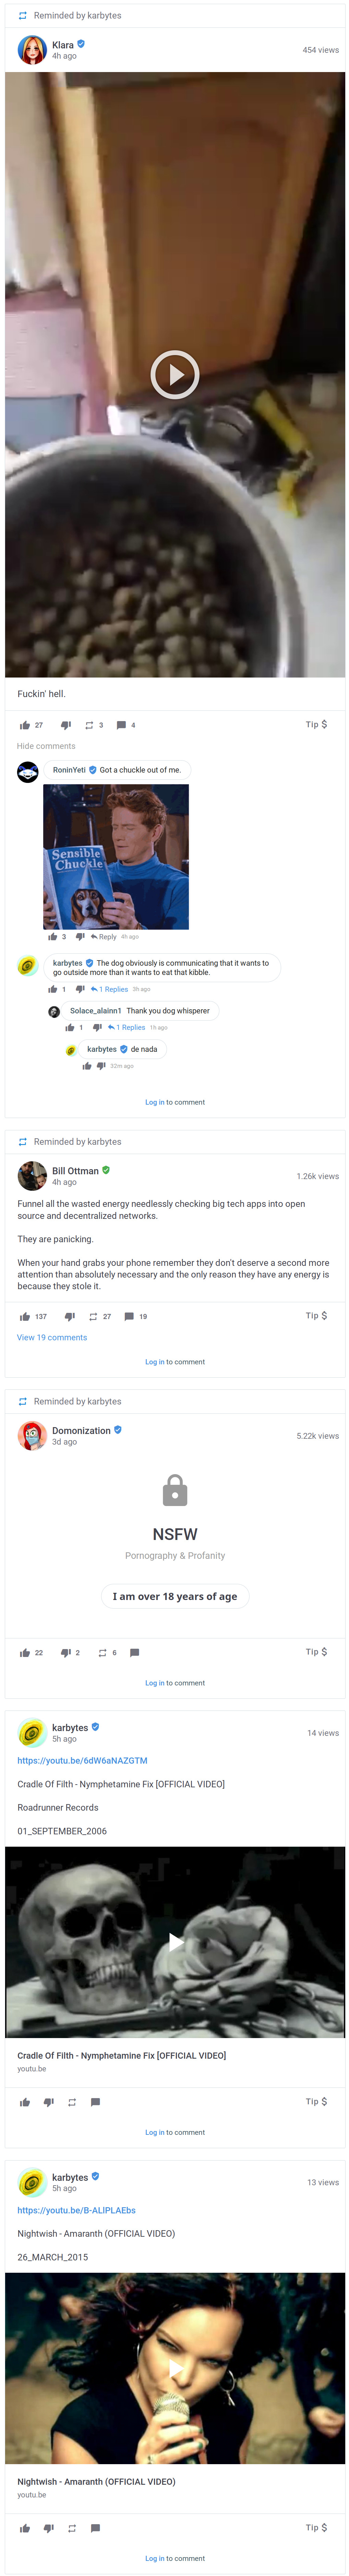 Reminded by karbytes
Klara
4h ago
454 views
Fuckin' hell.
27
3
4
Tip $
Hide comments
RoninYeti Got a chuckle out of me.
Sensible
Chuckle
3
Reply 4h ago
karbytes The dog obviously is communicating that it wants to
go outside more than it wants to eat that kibble.
1
1 Replies 3h ago
Solace_alainn1 Thank you dog whisperer
1
1 Replies 1h ago
karbytes de nada
32m ago
Log in to comment
Reminded by karbytes
Bill Ottman
4h ago
1.26k views
Funnel all the wasted energy needlessly checking big tech apps into open
source and decentralized networks.
They are panicking.
When your hand grabs your phone remember they don't deserve a second more
attention than absolutely necessary and the only reason they have any energy is
because they stole it.
137
27
19
Tip $
View 19 comments
Log in to comment
Reminded by karbytes
Domonization
3d ago
5.22k views
NSFW
Pornography & Profanity
I am over 18 years of age
22
2
6
Tip $
Log in to comment
karbytes
5h ago
14 views
https://youtu.be/6dW6aNAZGTM
Cradle Of Filth - Nymphetamine Fix [OFFICIAL VIDEO]
Roadrunner Records
01_SEPTEMBER_2006
Cradle Of Filth - Nymphetamine Fix [OFFICIAL VIDEO]
youtu.be
Tip $
Log in to comment
karbytes
5h ago
13 views
https://youtu.be/B-ALlPLAEbs
Nightwish - Amaranth (OFFICIAL VIDEO)
26_MARCH_2015
Nightwish - Amaranth (OFFICIAL VIDEO)
youtu.be
Tip $
Log in to comment